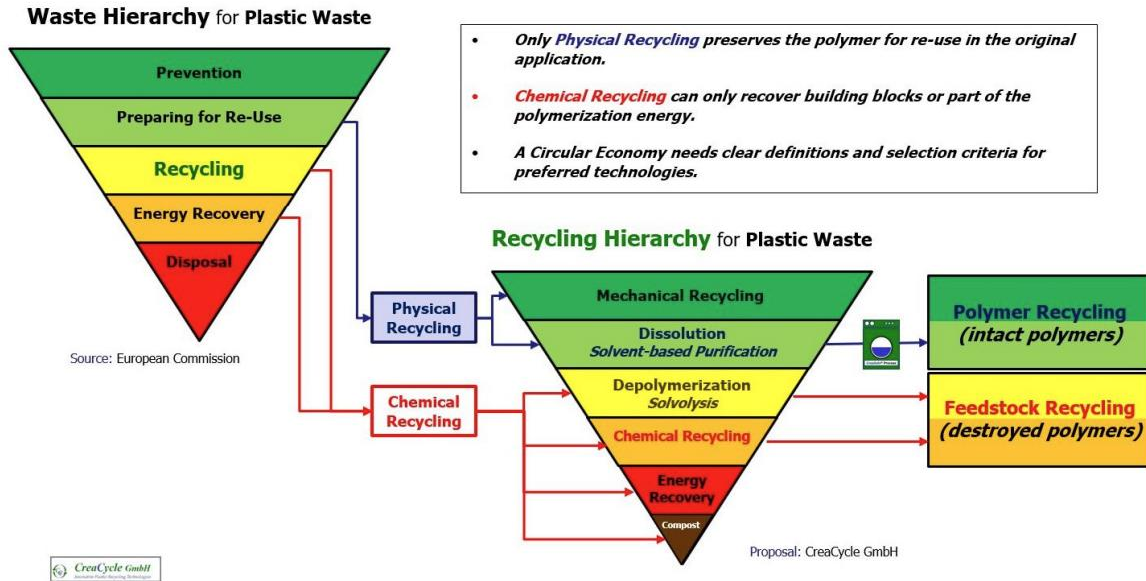 Waste Hierarchy for Plastic Waste
Prevention
Preparing for Re-Use
Recycling
Energy Recovery
Disposal
Source: European Commission
• Only Physical Recycling preserves the polymer for re-use in the original
application.
• Chemical Recycling can only recover building blocks or part of the
polymerization energy.
• A Circular Economy needs clear definitions and selection criteria for
preferred technologies.
Recycling Hierarchy for Plastic Waste
Physical
Recycling
Chemical
Recycling
Mechanical Recycling
Dissolution
Solvent-based Purification
Depolymerization
Solvolysis
Chemical Recycling
Energy
Recovery
Compost
Polymer Recycling
(intact polymers)
Feedstock Recycling
(destroyed polymers)
Proposal: CreaCycle GmbH
CreaCycle GmbH